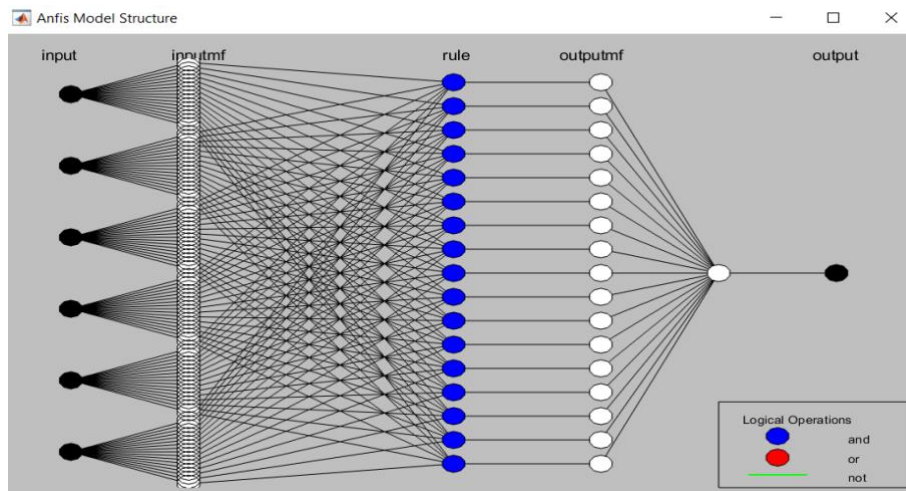 Anfis Model Structure
input inputmf rule outputmf output
Logical Operations
and
or
not